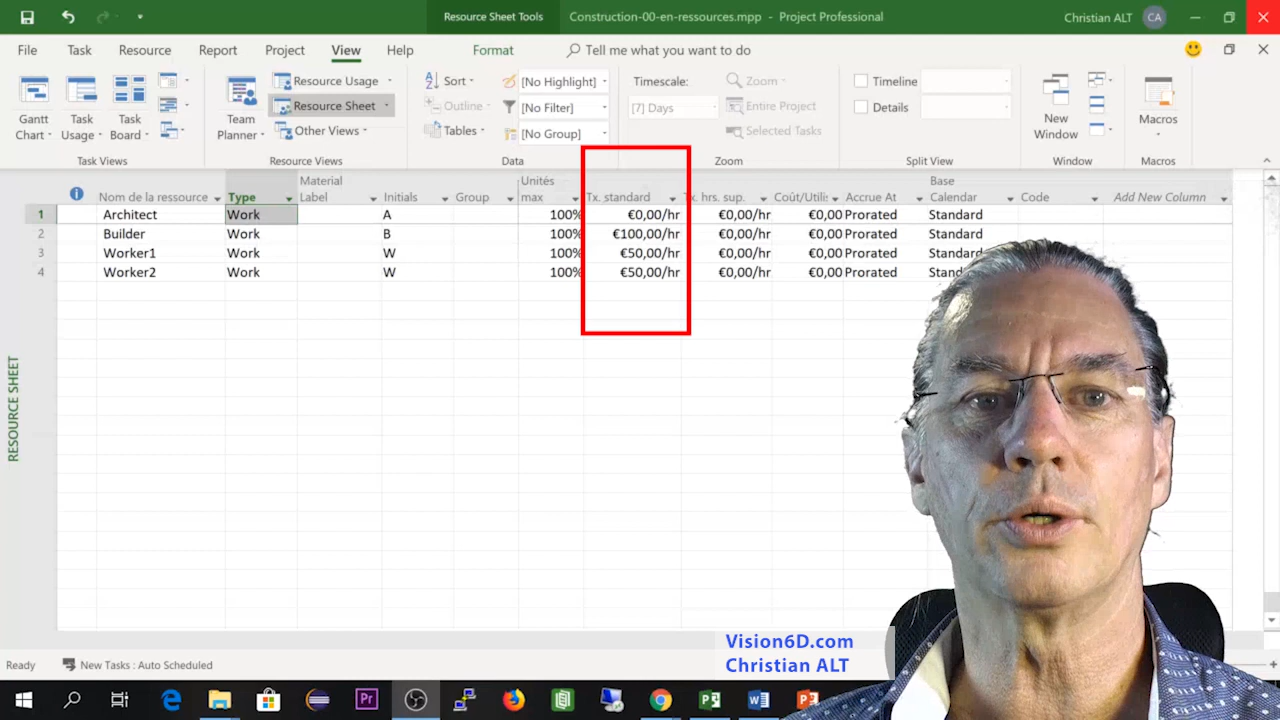 Resource Sheet Tools
Construction-00-en-ressources.mpp - Project Professional
Christian ALT CA
File Task Resource Report Project View Help Format Tell me what you want to do
Gantt Chart
Task Usage
Task Board
Task Views
Team Planner
Resource Usage
Resource Sheet
Other Views
Resource Views
Sort
Outline
Tables
[No Highlight]
[No Filter]
[No Group]
Data
Timescale:
[7] Days
Zoom
Entire Project
Selected Tasks
Zoom
Timeline
Details
Split View
New Window
Window
Macros
Macros
Nom de la ressource Type Material Label Initials Group Unités max Tx. standard Tx. hrs. sup. Coût/Utili Accrue At Base Calendar Code Add New Column
1 Architect Work A 100% €0,00/hr €0,00/hr €0,00 Prorated Standard
2 Builder Work B 100% €100,00/hr €0,00/hr €0,00 Prorated Standard
3 Worker1 Work W 100% €50,00/hr €0,00/hr €0,00 Prorated Standard
4 Worker2 Work W 100% €50,00/hr €0,00/hr €0,00 Prorated
RESOURCE SHEET
Vision6D.com
Christian ALT
Ready New Tasks : Auto Scheduled